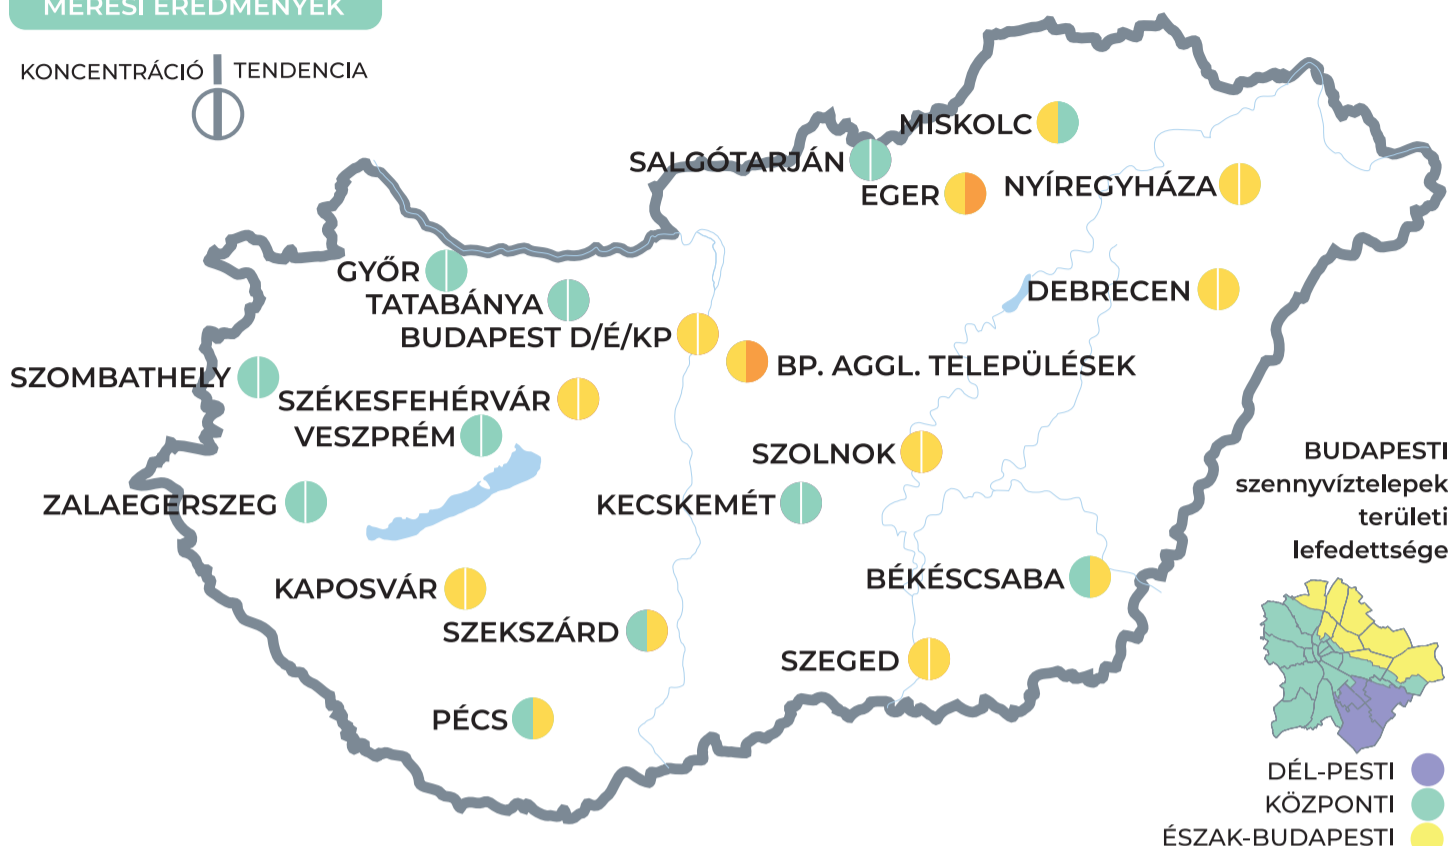 MÉRÉSI EREDMÉNYEK
KONCENTRÁCIÓ TENDENCIA
MISKOLC
SALGÓTARJÁN
EGER
NYÍREGYHÁZA
GYŐR
TATABÁNYA
DEBRECEN
BUDAPEST D/É/KP
BP. AGGL. TELEPÜLÉSEK
SZOMBATHELY
SZÉKESFEHÉRVÁR
VESZPRÉM
SZOLNOK
ZALAEGERSZEG
KECSKEMÉT
BUDAPESTI
szennyvíztelepek
területi
lefedettsége
BÉKÉSCSABA
KAPOSVÁR
SZEKSZÁRD
SZEGED
PÉCS
DÉL-PESTI
KÖZPONTI
ÉSZAK-BUDAPESTI